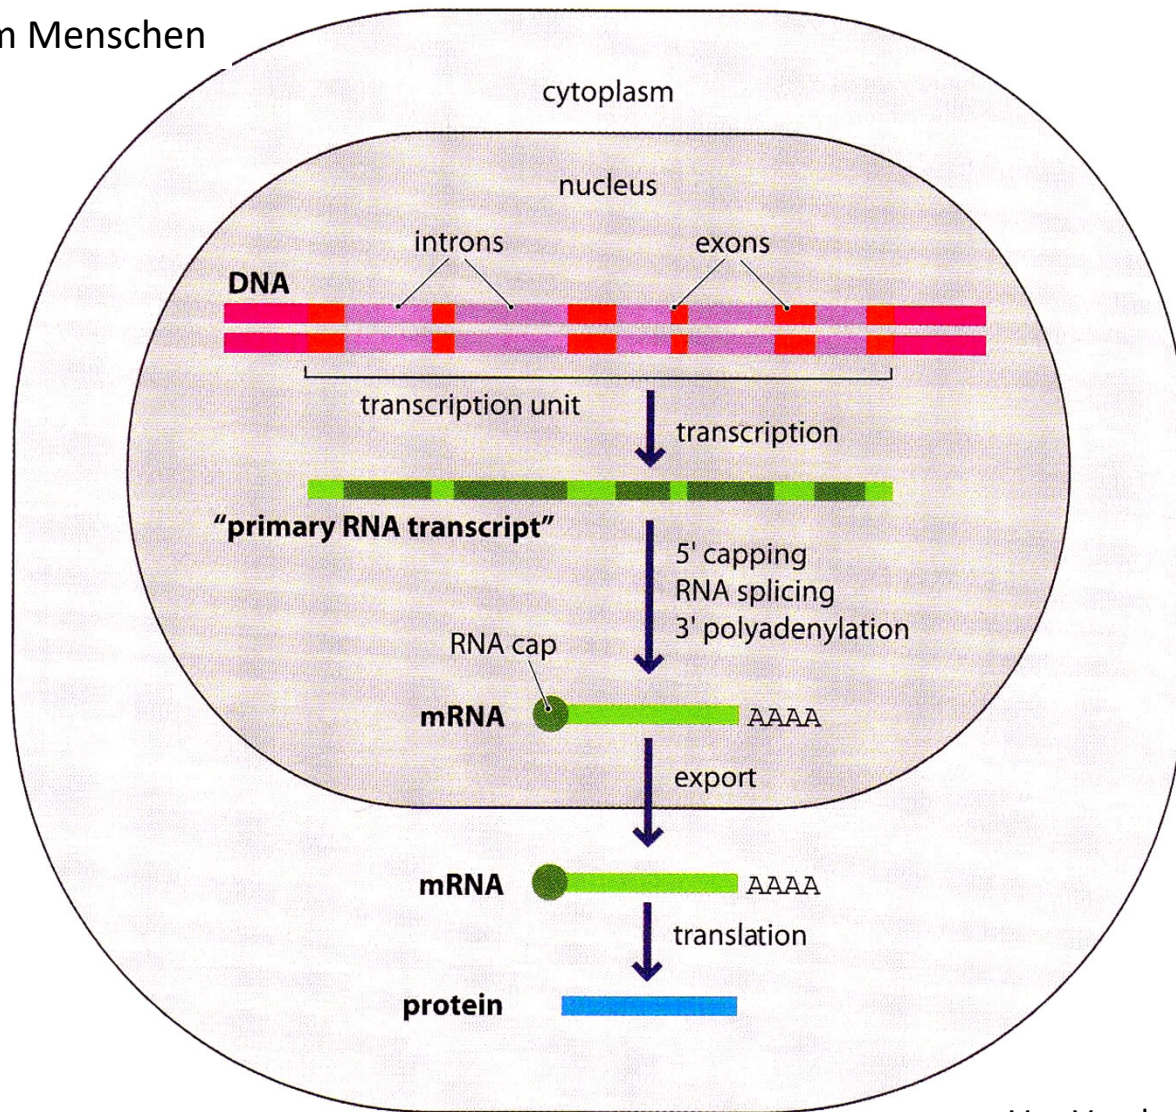 m Menschen
cytoplasm
nucleus
introns
exons
DNA
transcription unit
transcription
“primary RNA transcript”
5' capping
RNA splicing
3' polyadenylation
RNA cap
mRNA
AAAA
export
mRNA
AAAA
translation
protein